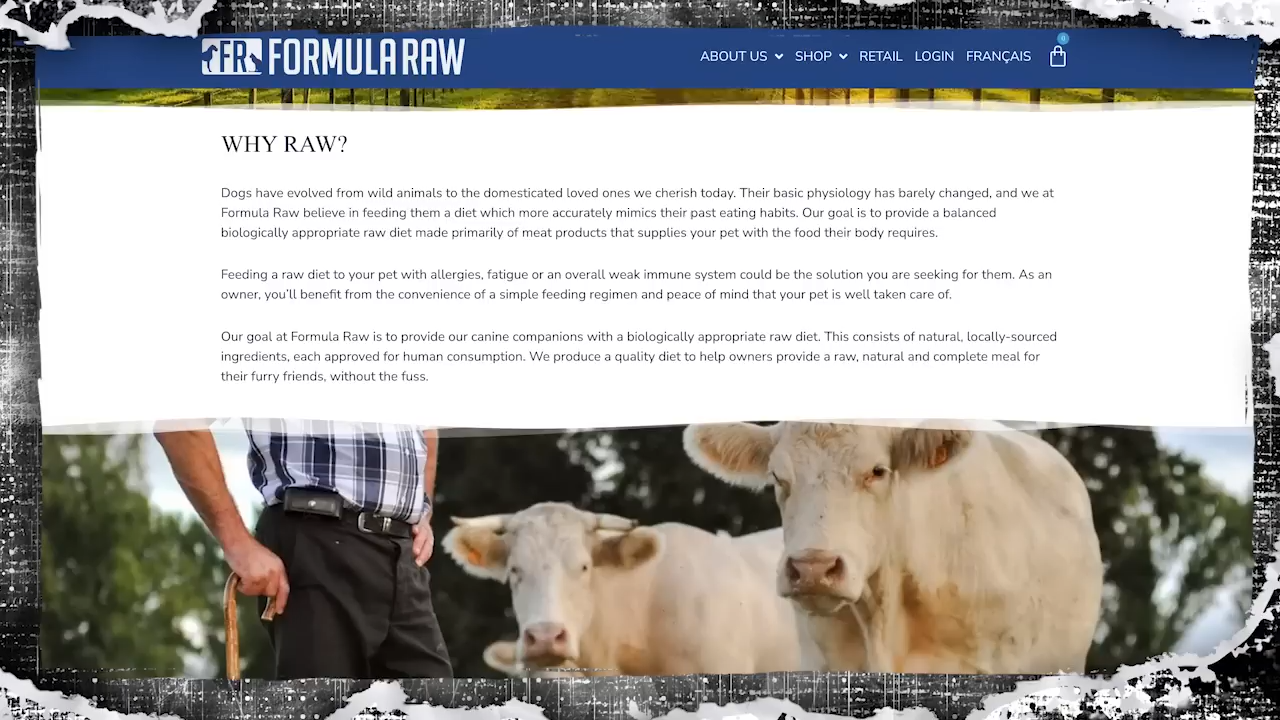 FR FORMULA RAW
ABOUT US SHOP RETAIL LOGIN FRANÇAIS
0
WHY RAW?
Dogs have evolved from wild animals to the domesticated loved ones we cherish today. Their basic physiology has barely changed, and we at
Formula Raw believe in feeding them a diet which more accurately mimics their past eating habits. Our goal is to provide a balanced
biologically appropriate raw diet made primarily of meat products that supplies your pet with the food their body requires.
Feeding a raw diet to your pet with allergies, fatigue or an overall weak immune system could be the solution you are seeking for them. As an
owner, you’ll benefit from the convenience of a simple feeding regimen and peace of mind that your pet is well taken care of.
Our goal at Formula Raw is to provide our canine companions with a biologically appropriate raw diet. This consists of natural, locally-sourced
ingredients, each approved for human consumption. We produce a quality diet to help owners provide a raw, natural and complete meal for
their furry friends, without the fuss.